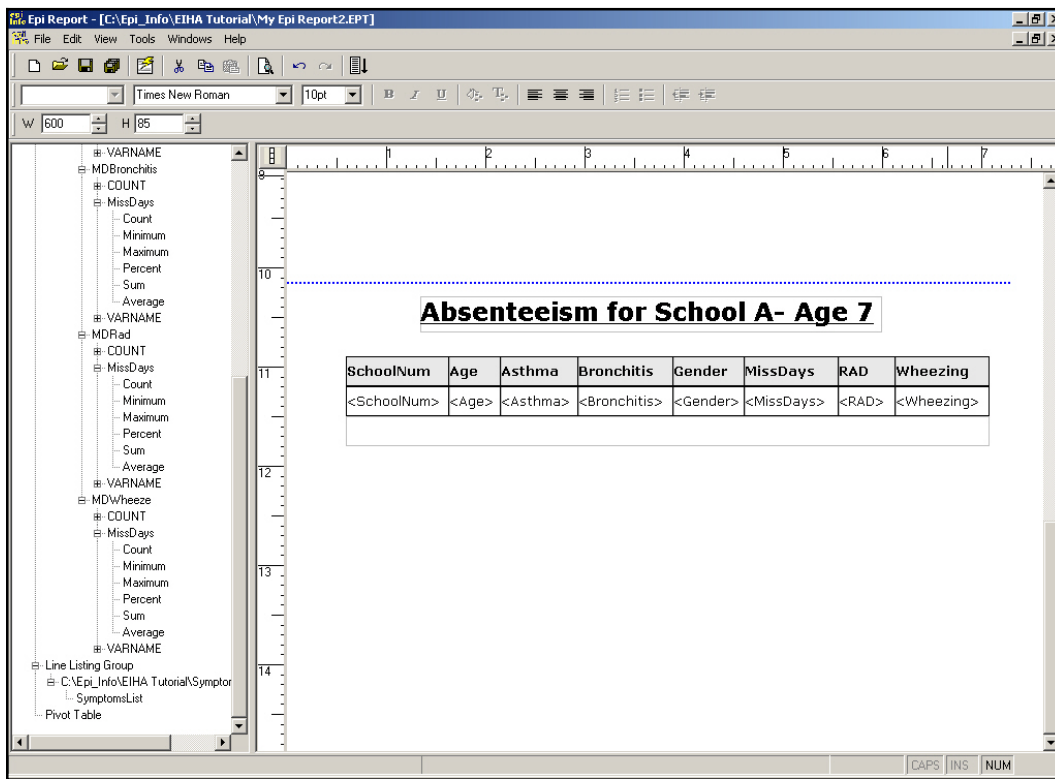 Epi Report - [C:\Epi_Info\EIHA Tutorial\My Epi Report2.EPT]
File Edit View Tools Windows Help
Times New Roman 10pt B I U
W 600 H 85
VARNAME
MDBronchitis
COUNT
MissDays
Count
Minimum
Maximum
Percent
Sum
Average
VARNAME
MDRad
COUNT
MissDays
Count
Minimum
Maximum
Percent
Sum
Average
VARNAME
MDWheeze
COUNT
MissDays
Count
Minimum
Maximum
Percent
Sum
Average
VARNAME
Line Listing Group
C:\Epi_Info\EIHA Tutorial\Symptor
SymptomsList
Pivot Table
1 2 3 4 5 6 7
9
10
11
12
13
14
Absenteeism for School A- Age 7
SchoolNum Age Asthma Bronchitis Gender MissDays RAD Wheezing
<SchoolNum> <Age> <Asthma> <Bronchitis> <Gender> <MissDays> <RAD> <Wheezing>
CAPS INS NUM